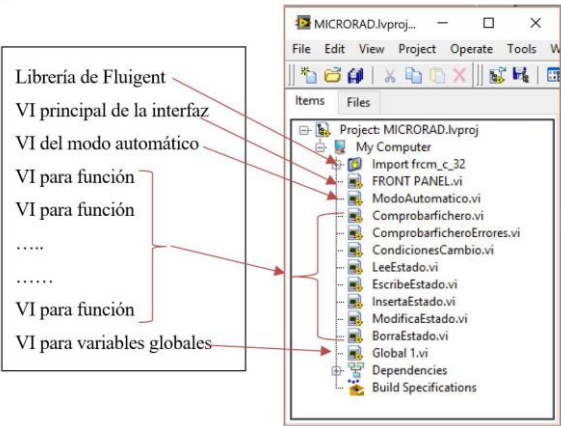 Librería de Fluigent
VI principal de la interfaz
VI del modo automático
VI para función
VI para función
…..
……
VI para función
VI para variables globales
MICRORAD.lvproj...
File Edit View Project Operate Tools W
Items Files
Project: MICRORAD.lvproj
My Computer
Import frcm_c_32
FRONT PANEL.vi
ModoAutomatico.vi
Comprobarfichero.vi
ComprobarficheroErrores.vi
CondicionesCambio.vi
LeeEstado.vi
EscribeEstado.vi
InsertaEstado.vi
ModificaEstado.vi
BorraEstado.vi
Global 1.vi
Dependencies
Build Specifications